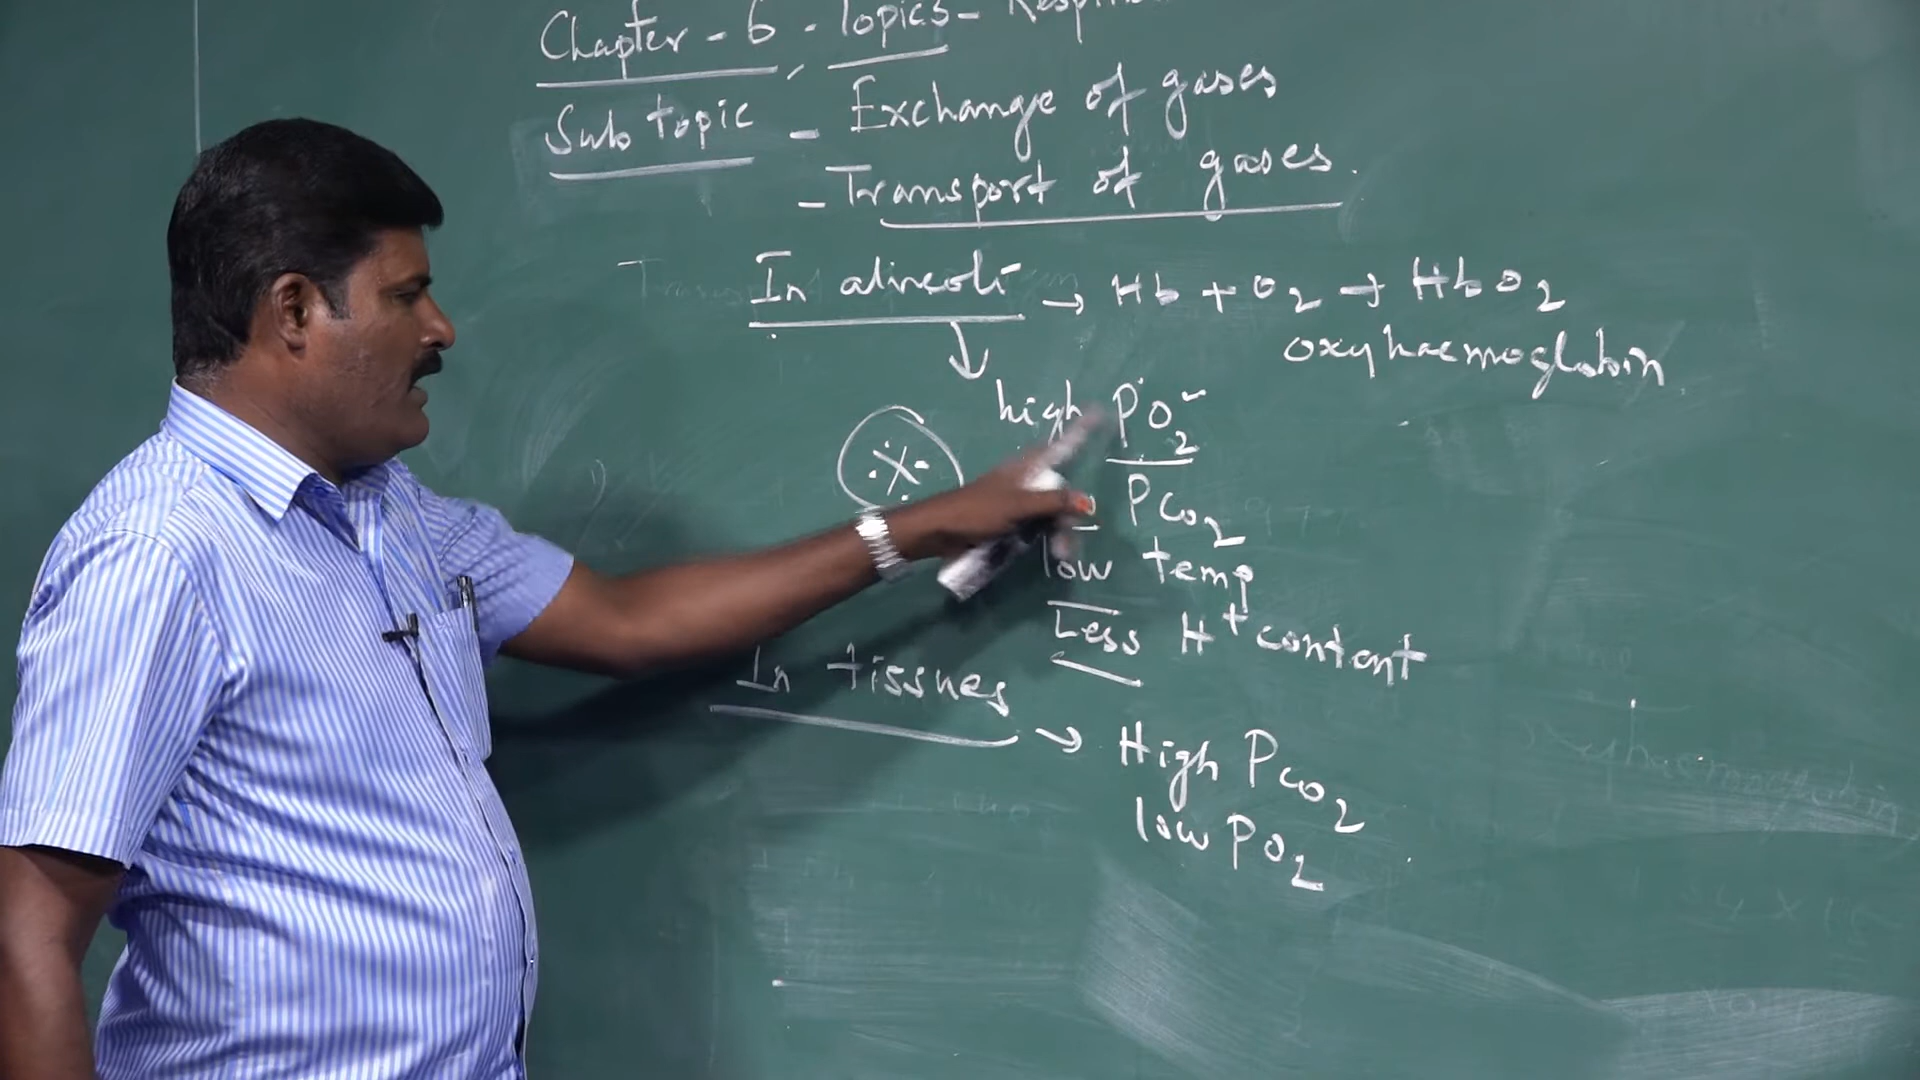 Chapter - 6 - Topics -
Sub topic - Exchange of gases
- Transport of gases.
In alveoli → Hb + O2 → HbO2
oxyhaemoglobin
high PO2
PCO2
low temp
Less H+ content
In tissues → High PCO2
low PO2